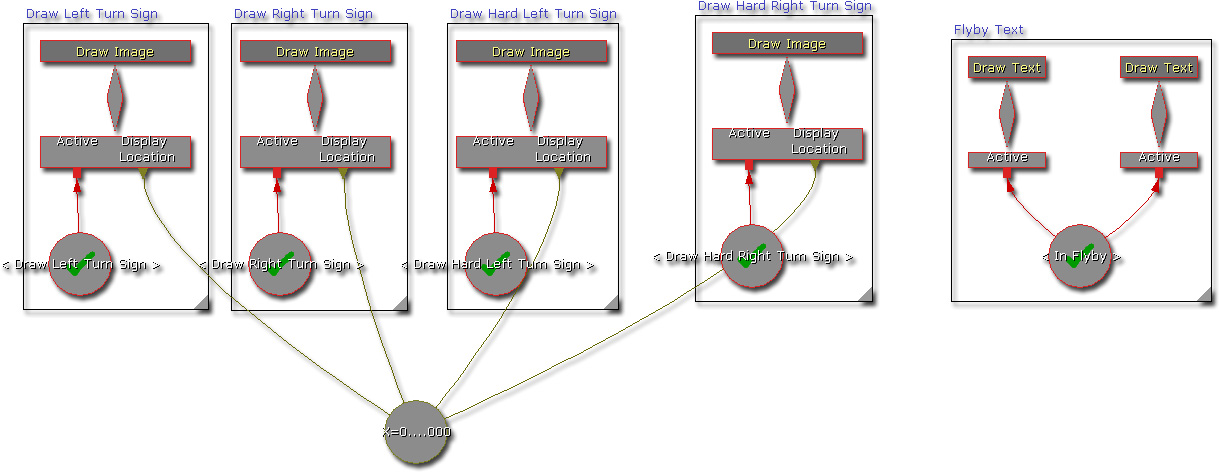 Draw Left Turn Sign
Draw Image
Active Display
Location
< Draw Left Turn Sign >
Draw Right Turn Sign
Draw Image
Active Display
Location
< Draw Right Turn Sign >
Draw Hard Left Turn Sign
Draw Image
Active Display
Location
< Draw Hard Left Turn Sign >
Draw Hard Right Turn Sign
Draw Image
Active Display
Location
< Draw Hard Right Turn Sign >
Flyby Text
Draw Text Draw Text
Active Active
< In Flyby >
X=0....000